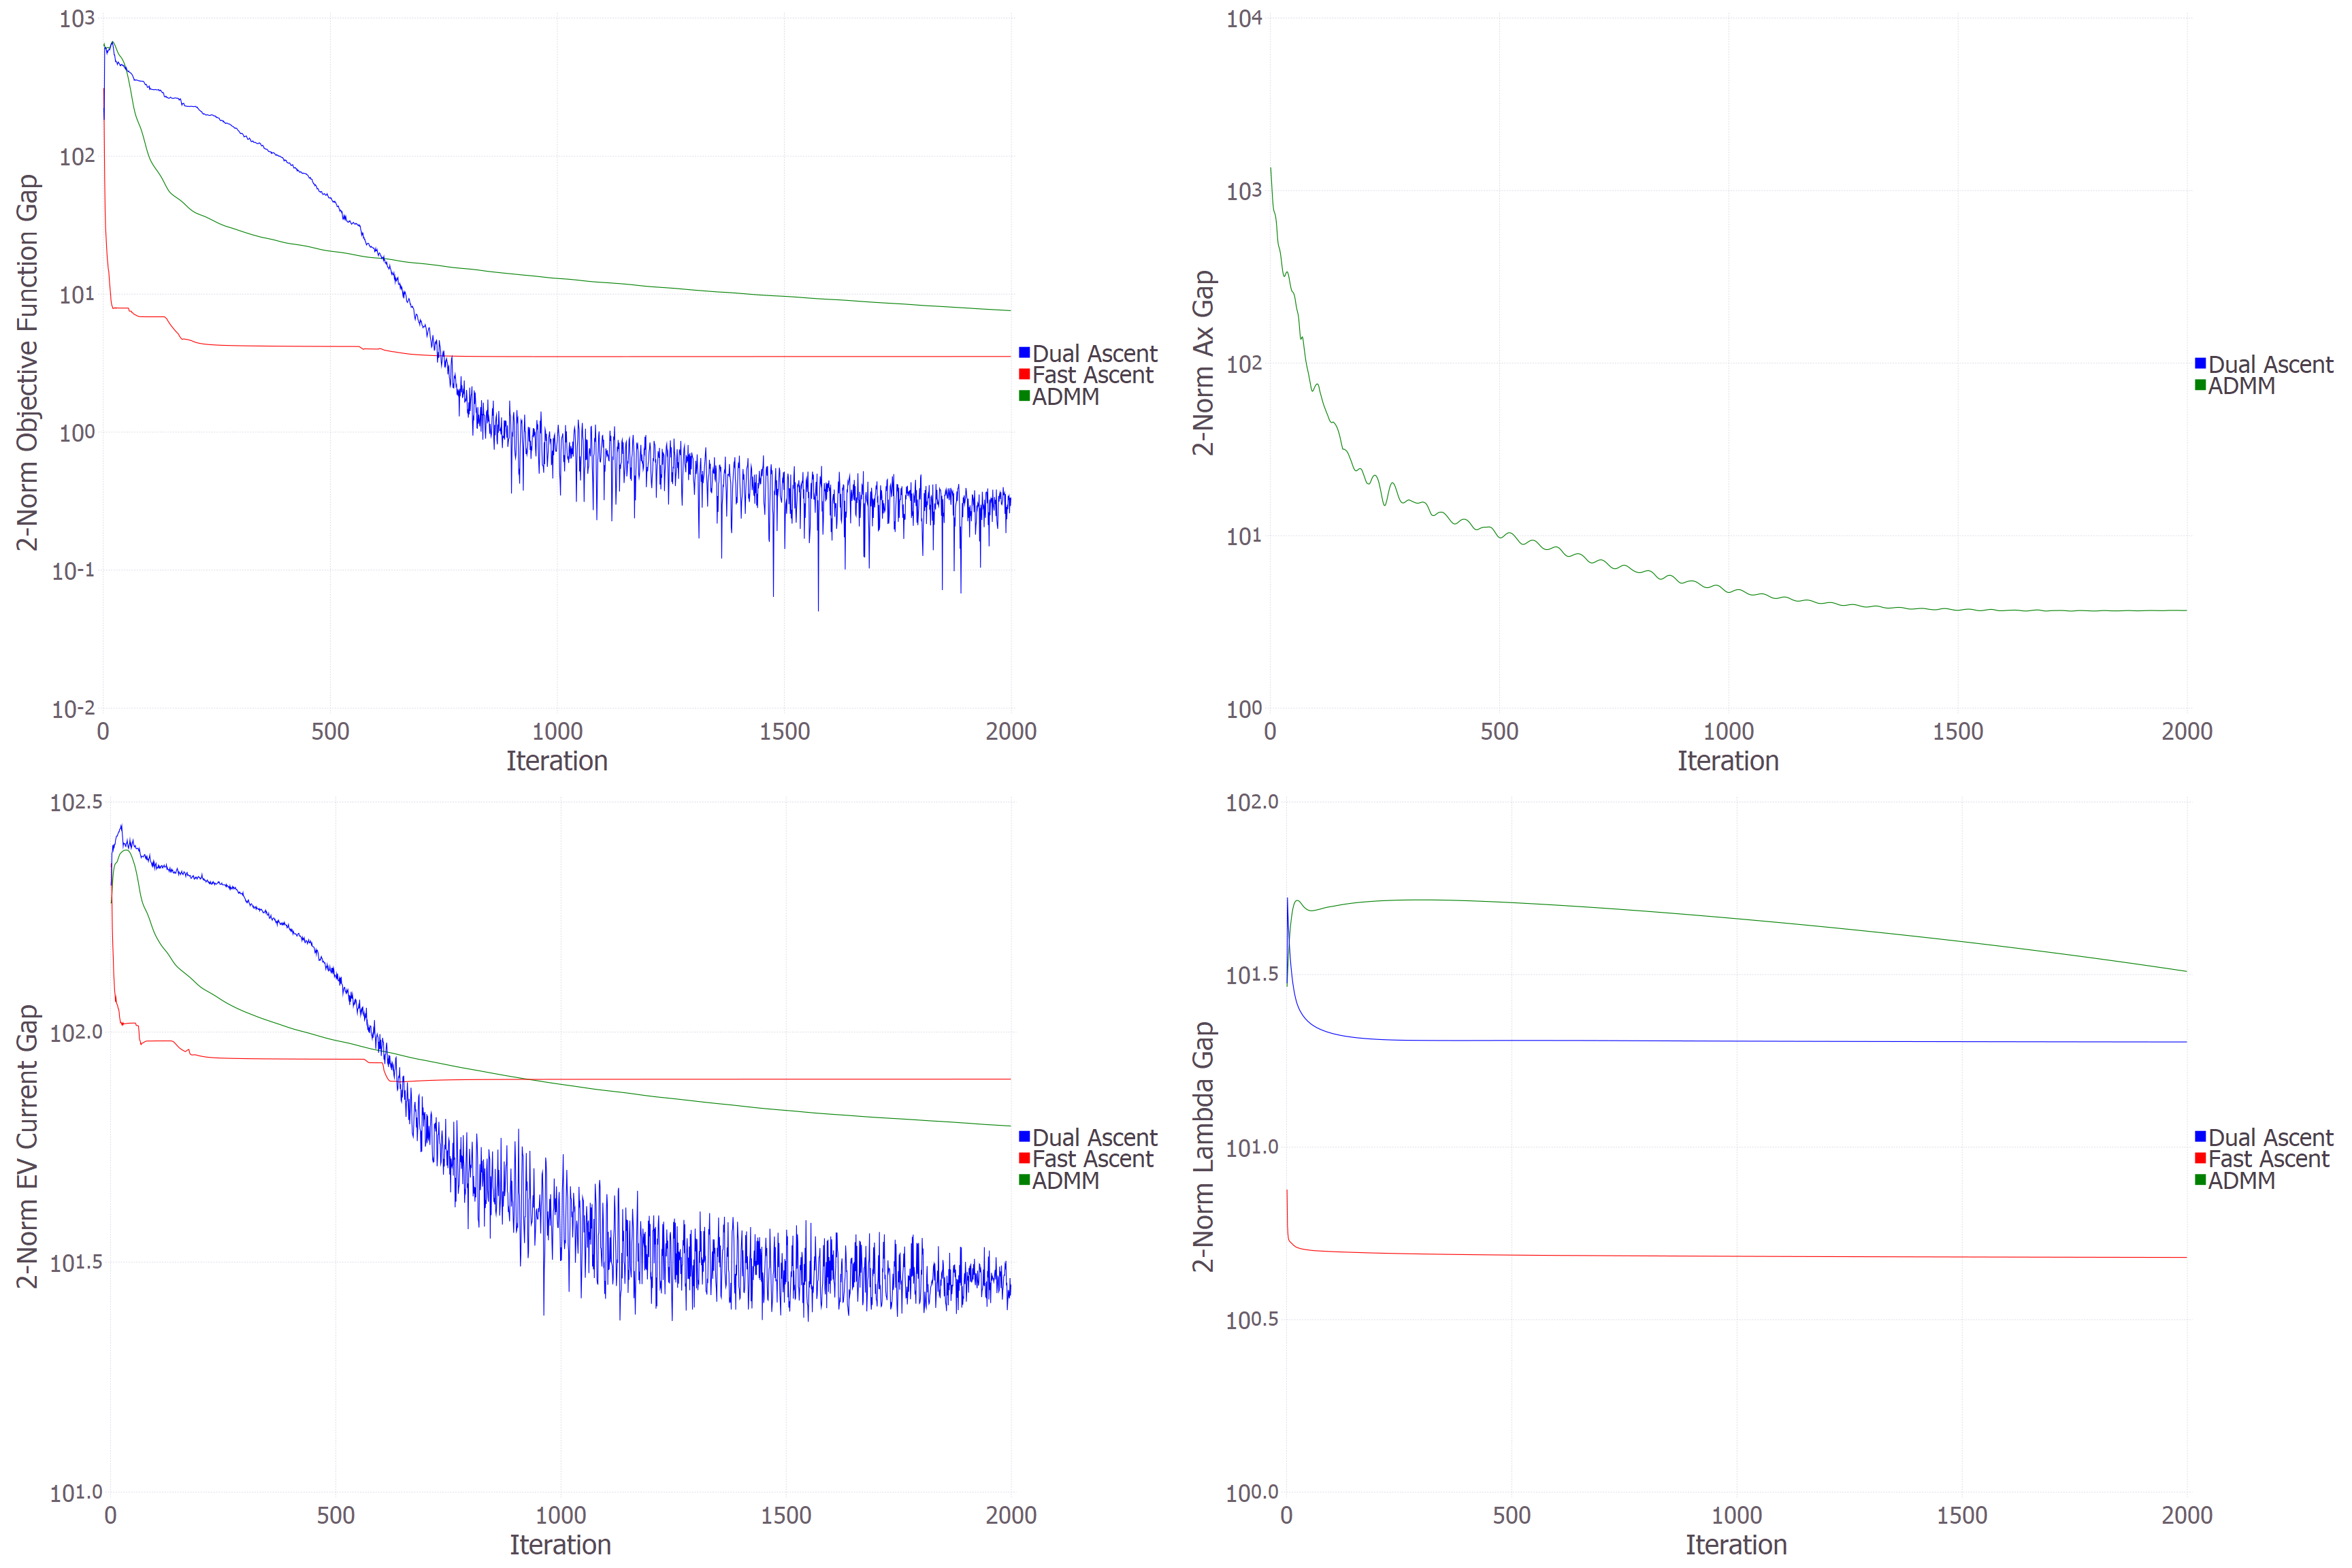 2-Norm Objective Function Gap
10³
10²
10¹
10⁰
10⁻¹
10⁻²
0 500 1000 1500 2000
Iteration
Dual Ascent
Fast Ascent
ADMM
2-Norm Ax Gap
10⁴
10³
10²
10¹
10⁰
0 500 1000 1500 2000
Iteration
Dual Ascent
ADMM
2-Norm EV Current Gap
10^2.5
10^2.0
10^1.5
10^1.0
0 500 1000 1500 2000
Iteration
Dual Ascent
Fast Ascent
ADMM
2-Norm Lambda Gap
10^2.0
10^1.5
10^1.0
10^0.5
10^0.0
0 500 1000 1500 2000
Iteration
Dual Ascent
Fast Ascent
ADMM